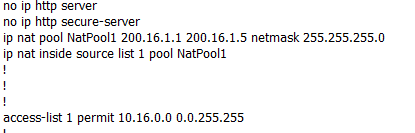 no ip http server
no ip http secure-server
ip nat pool NatPool1 200.16.1.1 200.16.1.5 netmask 255.255.255.0
ip nat inside source list 1 pool NatPool1
!
!
!
access-list 1 permit 10.16.0.0 0.0.255.255
!